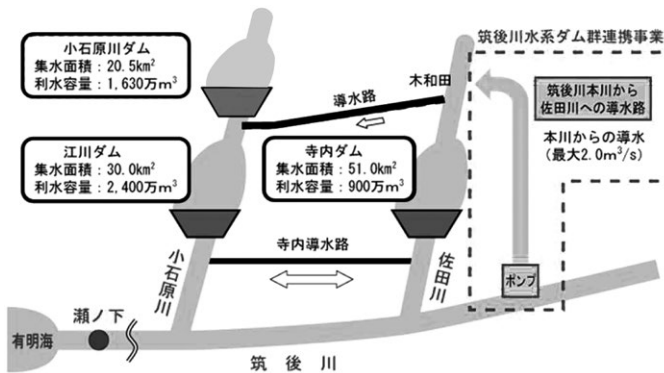 小石原川ダム
集水面積：20.5km²
利水容量：1,630万m³
筑後川水系ダム群連携事業
木和田
導水路
筑後川本川から
佐田川への導水路
本川からの導水
(最大2.0m³/s)
江川ダム
集水面積：30.0km²
利水容量：2,400万m³
寺内ダム
集水面積：51.0km²
利水容量：900万m³
小石原川
寺内導水路
佐田川
ポンプ
有明海
瀬ノ下
筑後川